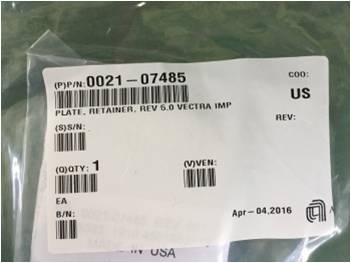 (P)P/N: 0021-07485
COO:
US
PLATE, RETAINER, REV 5.0 VECTRA IMP
(S)S/N:
REV:
(Q)QTY: 1
(V)VEN:
EA
B/N:
Apr-04,2016
IN USA